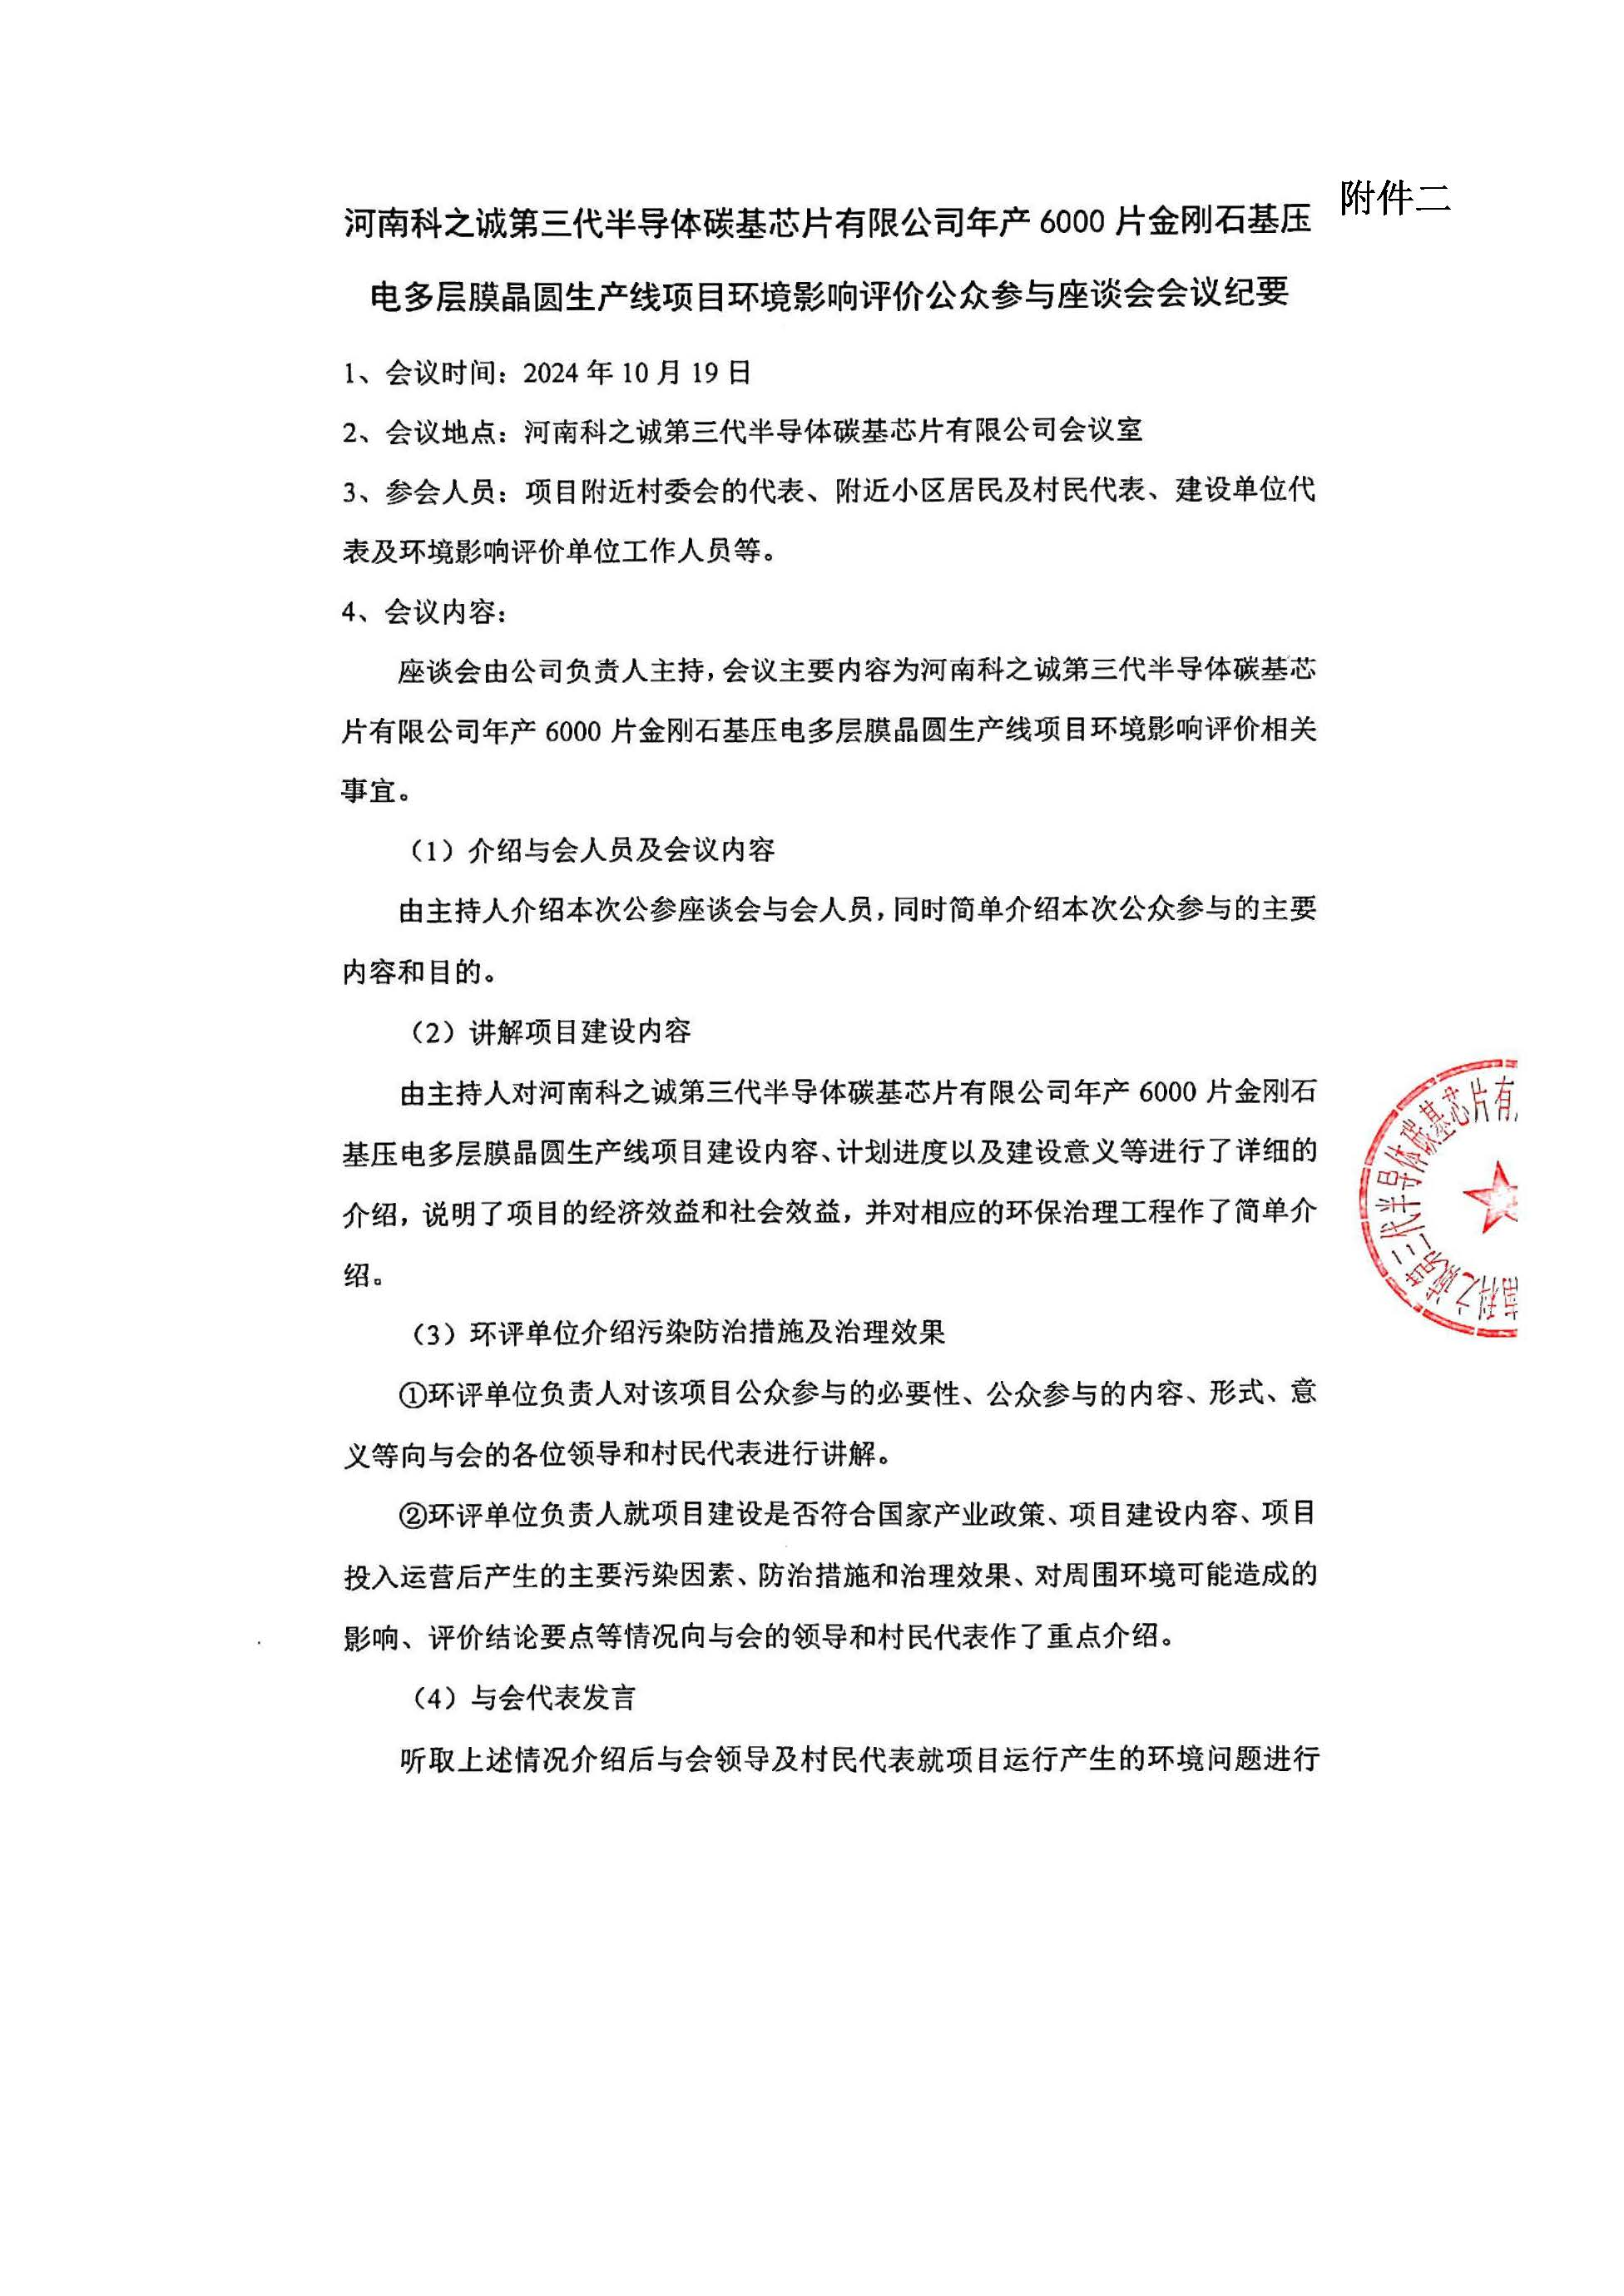 附件二
河南科之诚第三代半导体碳基芯片有限公司年产 6000 片金刚石基压
电多层膜晶圆生产线项目环境影响评价公众参与座谈会会议纪要
1、会议时间：2024 年 10 月 19 日
2、会议地点：河南科之诚第三代半导体碳基芯片有限公司会议室
3、参会人员：项目附近村委会的代表、附近小区居民及村民代表、建设单位代
表及环境影响评价单位工作人员等。
4、会议内容：
座谈会由公司负责人主持，会议主要内容为河南科之诚第三代半导体碳基芯
片有限公司年产 6000 片金刚石基压电多层膜晶圆生产线项目环境影响评价相关
事宜。
（1）介绍与会人员及会议内容
由主持人介绍本次公参座谈会与会人员，同时简单介绍本次公众参与的主要
内容和目的。
（2）讲解项目建设内容
由主持人对河南科之诚第三代半导体碳基芯片有限公司年产 6000 片金刚石
基压电多层膜晶圆生产线项目建设内容、计划进度以及建设意义等进行了详细的
介绍，说明了项目的经济效益和社会效益，并对相应的环保治理工程作了简单介
绍。
（3）环评单位介绍污染防治措施及治理效果
①环评单位负责人对该项目公众参与的必要性、公众参与的内容、形式、意
义等向与会的各位领导和村民代表进行讲解。
②环评单位负责人就项目建设是否符合国家产业政策、项目建设内容、项目
投入运营后产生的主要污染因素、防治措施和治理效果、对周围环境可能造成的
影响、评价结论要点等情况向与会的领导和村民代表作了重点介绍。
（4）与会代表发言
听取上述情况介绍后与会领导及村民代表就项目运行产生的环境问题进行
南科之诚第三代半导体碳基芯片有